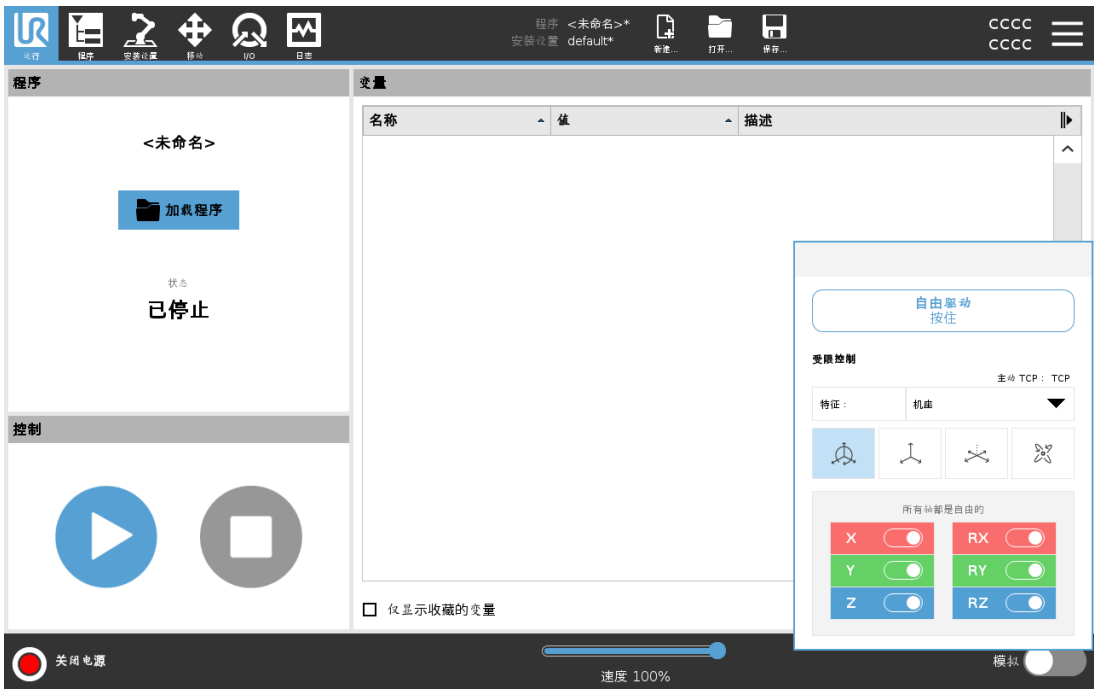 UR
运行
程序
安装设置
移动
I/O
日志
程序 <未命名>*
安装设置 default*
新建...
打开...
保存...
CCCC
CCCC
程序
<未命名>
加载程序
状态
已停止
控制
变量
名称 值 描述
仅显示收藏的变量
自由驱动
按住
受限控制
主动 TCP： TCP
特征： 机座
所有轴都是自由的
X RX
Y RY
Z RZ
关闭电源
速度 100%
模拟